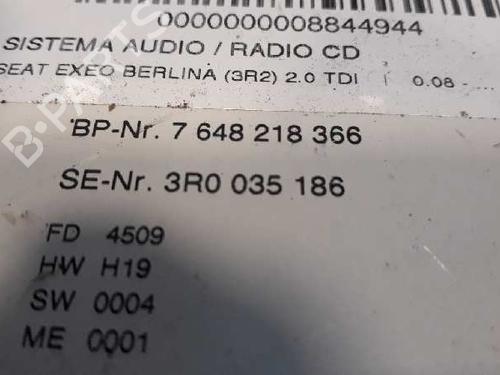 0000000008844944
SISTEMA AUDIO / RADIO CD
SEAT EXEO BERLINA (3R2) 2.0 TDI | 0.08 - ...
BP-Nr. 7 648 218 366
SE-Nr. 3R0 035 186
FD 4509
HW H19
SW 0004
ME 0001
B-PARTS